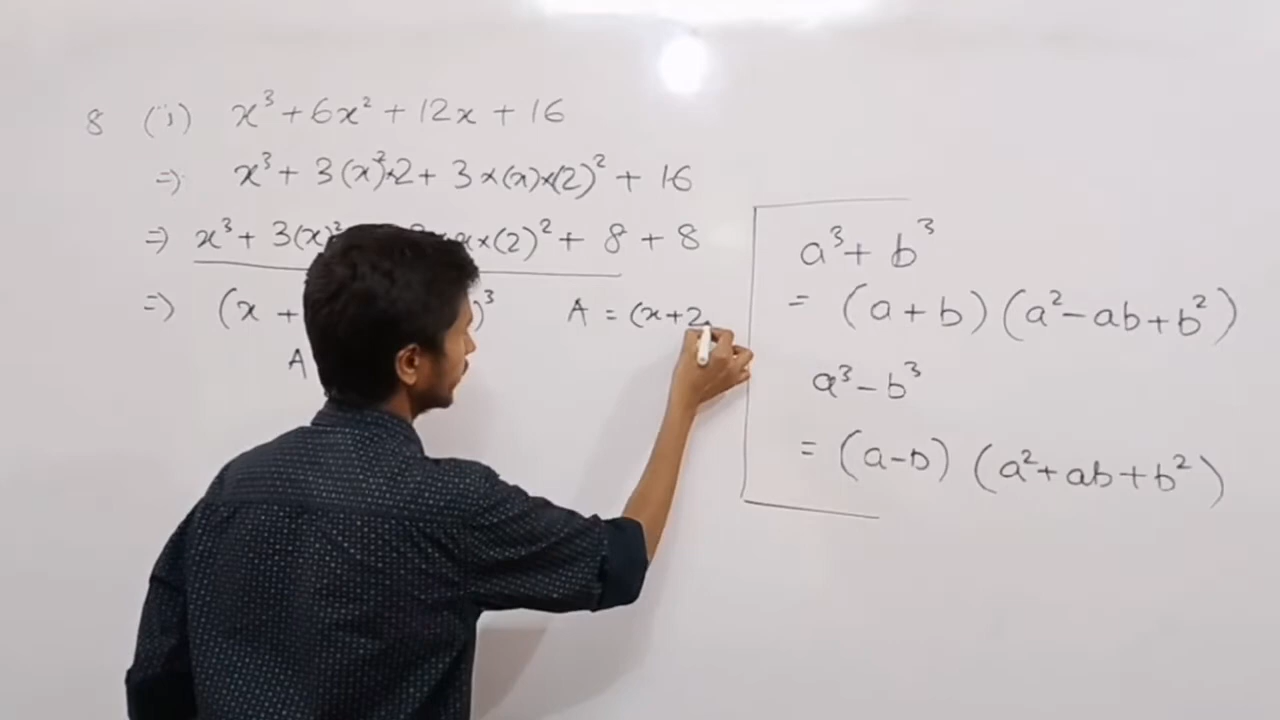 8 (i) x³ + 6x² + 12x + 16
⇒ x³ + 3(x)²×2 + 3×(x)×(2)² + 16
⇒ x³ + 3(x)² x×(2)² + 8 + 8
⇒ (x + )³ A = (x+2
A
a³ + b³
= (a+b)(a²-ab+b²)
a³ - b³
= (a-b) (a²+ab+b²)